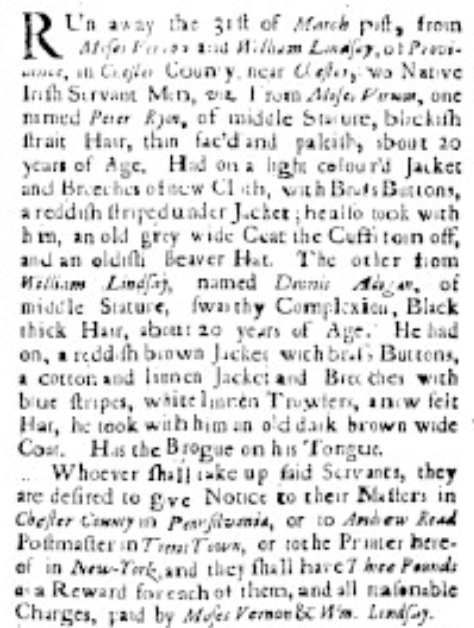 RUn away the 31st of March past, from
Moses Vernon and William Lindsay, of Provi-
dence, in Chester County, near Chester, two Native
Irish Servant Men, viz. From Moses Vernon, one
named Peter Ryon, of middle Stature, blackish
strait Hair, thin fac'd and paleish, about 20
years of Age. Had on a light colour'd Jacket
and Breeches of new Cloth, with Brass Buttons,
a reddish striped under Jacket; he also took with
him, an old grey wide Coat the Cuffs torn off,
and an oldish Beaver Hat. The other from
William Lindsay, named Dennis, of
middle Stature, swarthy Complexion, Black
thick Hair, about 20 years of Age. He had
on, a reddish brown Jacket with brass Buttons,
a cotton and linnen Jacket and Breeches with
blue stripes, white linnen Trowsers, a new felt
Hat, he took with him an old dark brown wide
Coat. Has the Brogue on his Tongue.
Whoever shall take up said Servants, they
are desired to give Notice to their Masters in
Chester County in Pensilvania, or to Andrew Read
Postmaster in Trent Town, or to the Printer here-
of in New-York, and they shall have Three Pounds
as a Reward for each of them, and all reasonable
Charges, paid by Moses Vernon & Wm. Lindsay.